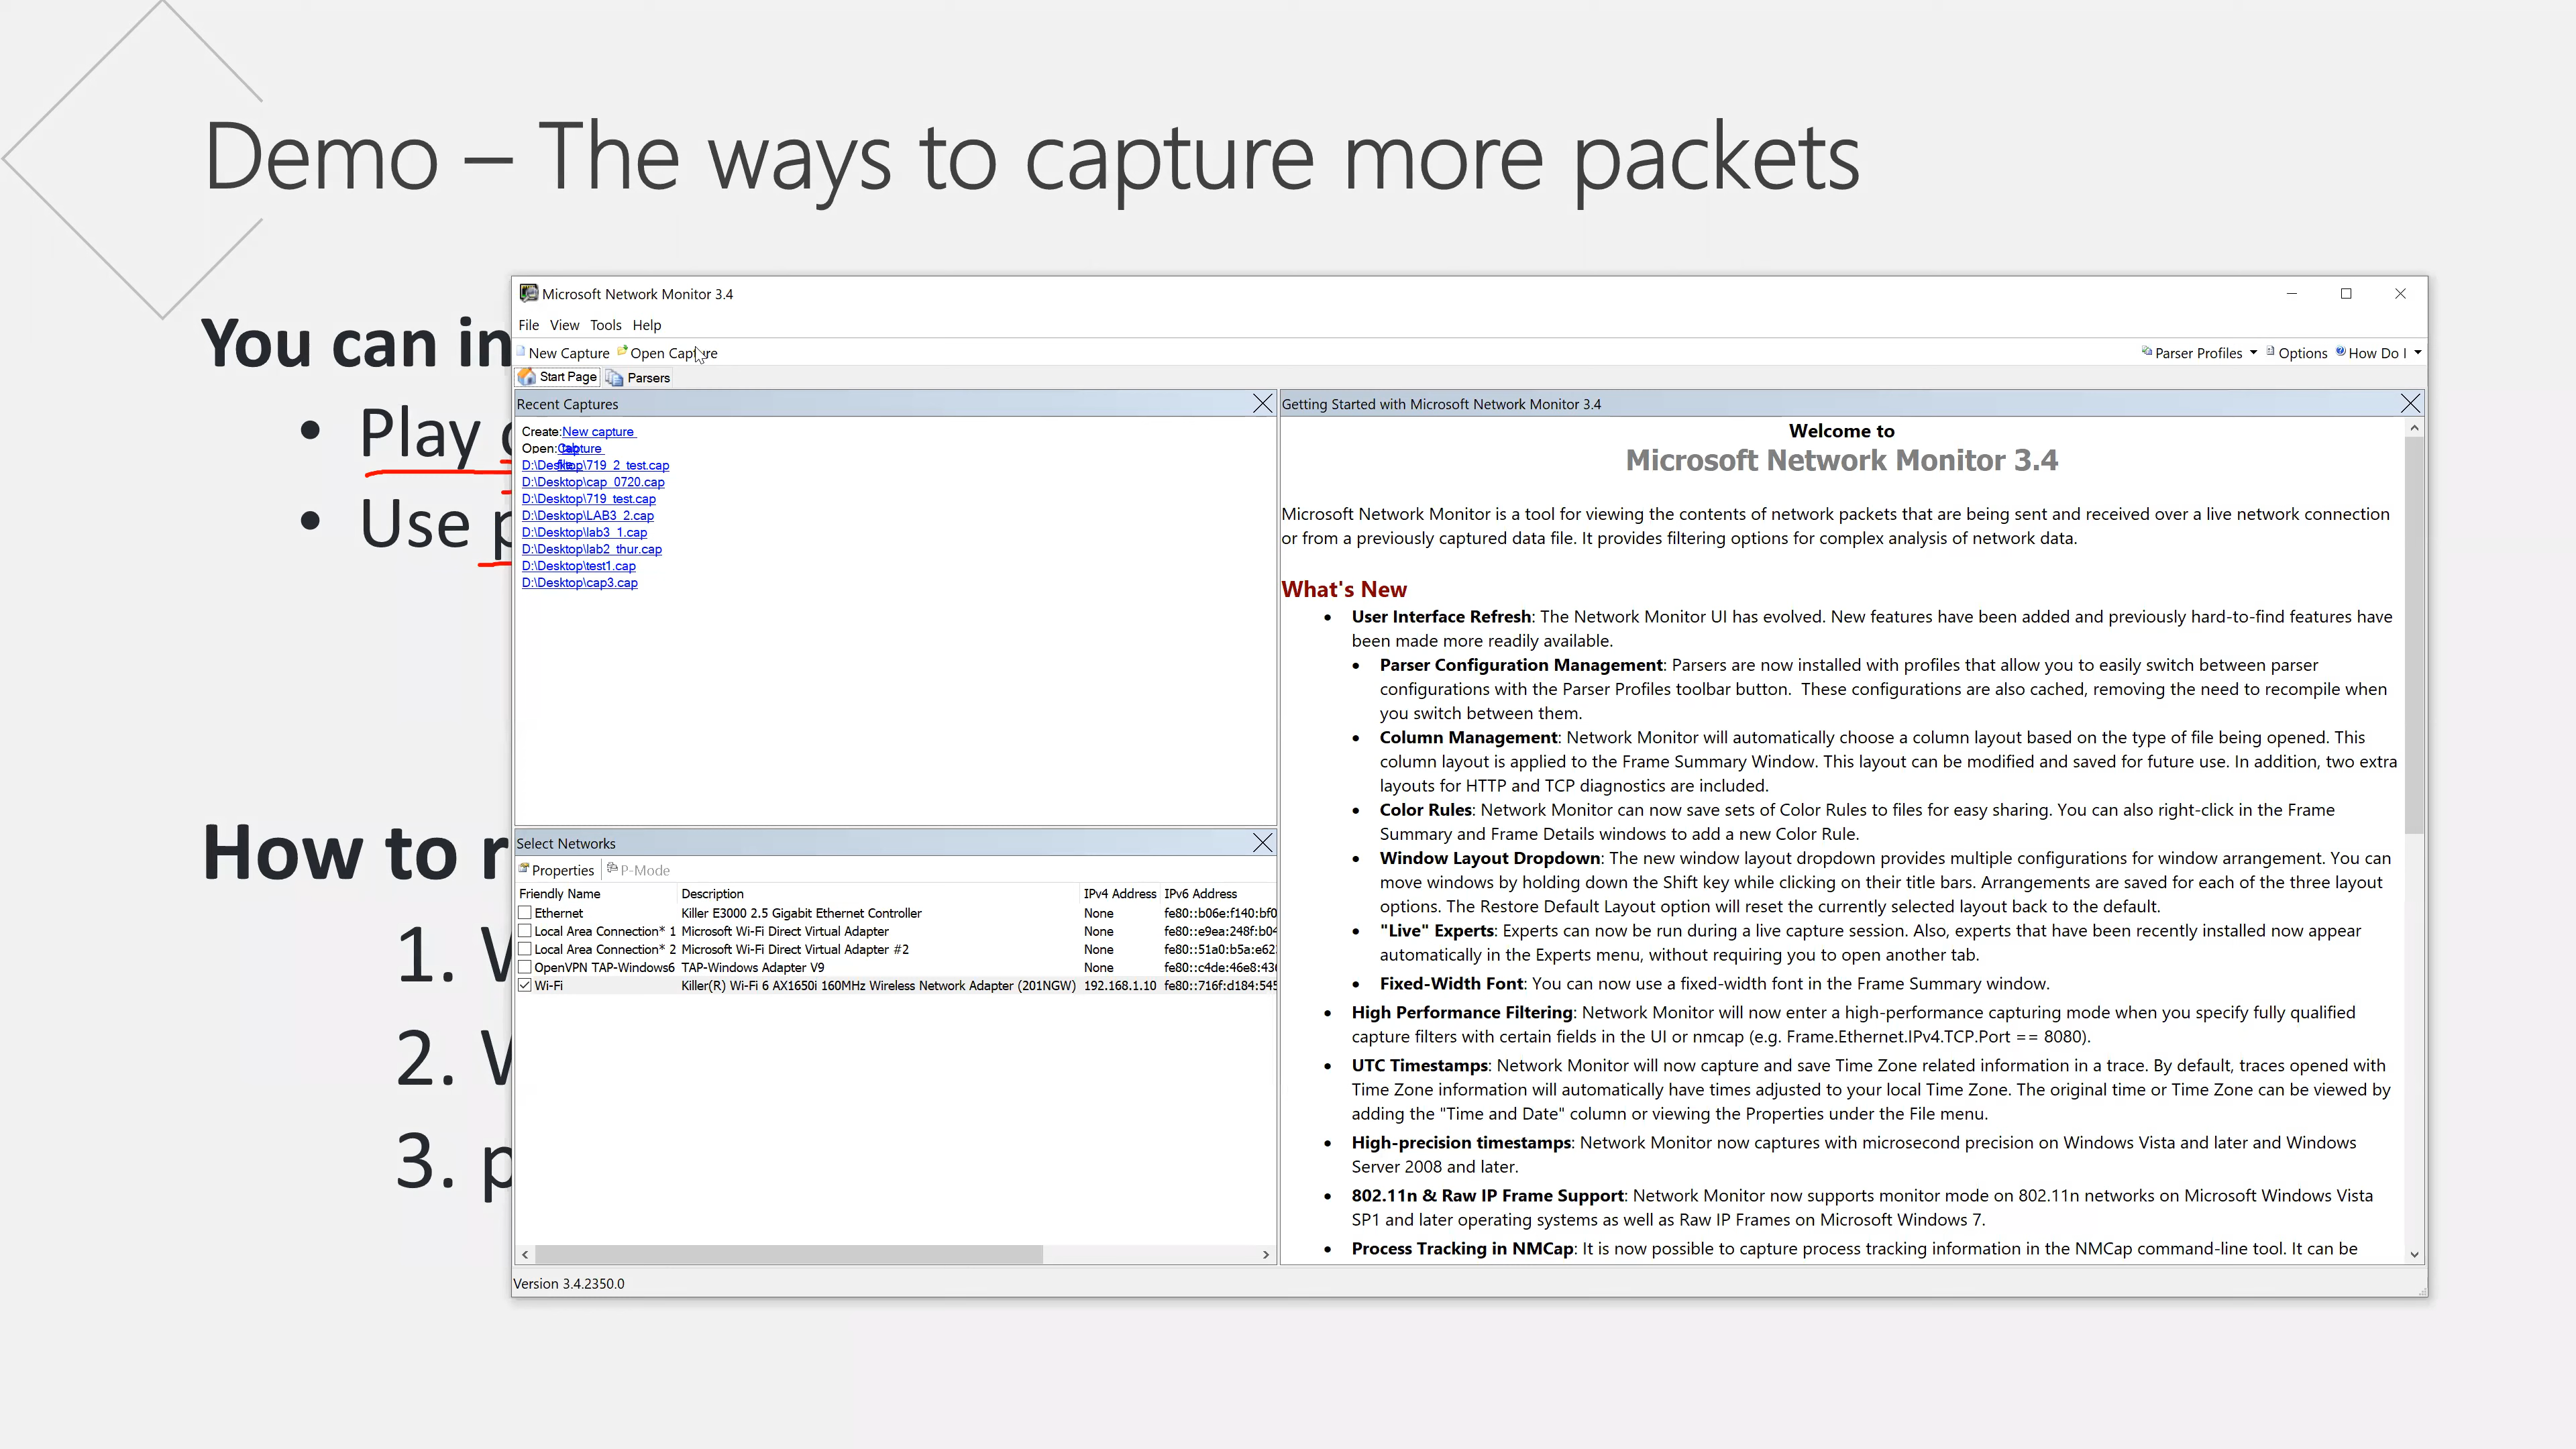 Demo – The ways to capture more packets
You can in
• Play
• Use p
How to r
1. W
2. W
3. p
Microsoft Network Monitor 3.4
File View Tools Help
New Capture Open Capture Parser Profiles Options How Do I
Start Page Parsers
Recent Captures
Create:New capture
Open:Capture
D:\Desktop\719_2_test.cap
D:\Desktop\cap_0720.cap
D:\Desktop\719_test.cap
D:\Desktop\LAB3_2.cap
D:\Desktop\lab3_1.cap
D:\Desktop\lab2_thur.cap
D:\Desktop\test1.cap
D:\Desktop\cap3.cap
Select Networks
Properties P-Mode
Friendly Name Description IPv4 Address IPv6 Address
Ethernet Killer E3000 2.5 Gigabit Ethernet Controller None fe80::b06e:f140:bf0
Local Area Connection* 1 Microsoft Wi-Fi Direct Virtual Adapter None fe80::e9ea:248f:b04
Local Area Connection* 2 Microsoft Wi-Fi Direct Virtual Adapter #2 None fe80::51a0:b5a:e62
OpenVPN TAP-Windows6 TAP-Windows Adapter V9 None fe80::c4de:46e8:430
Wi-Fi Killer(R) Wi-Fi 6 AX1650i 160MHz Wireless Network Adapter (201NGW) 192.168.1.10 fe80::716f:d184:545
Version 3.4.2350.0
Getting Started with Microsoft Network Monitor 3.4
Welcome to
Microsoft Network Monitor 3.4
Microsoft Network Monitor is a tool for viewing the contents of network packets that are being sent and received over a live network connection
or from a previously captured data file. It provides filtering options for complex analysis of network data.
What's New
• User Interface Refresh: The Network Monitor UI has evolved. New features have been added and previously hard-to-find features have
been made more readily available.
• Parser Configuration Management: Parsers are now installed with profiles that allow you to easily switch between parser
configurations with the Parser Profiles toolbar button. These configurations are also cached, removing the need to recompile when
you switch between them.
• Column Management: Network Monitor will automatically choose a column layout based on the type of file being opened. This
column layout is applied to the Frame Summary Window. This layout can be modified and saved for future use. In addition, two extra
layouts for HTTP and TCP diagnostics are included.
• Color Rules: Network Monitor can now save sets of Color Rules to files for easy sharing. You can also right-click in the Frame
Summary and Frame Details windows to add a new Color Rule.
• Window Layout Dropdown: The new window layout dropdown provides multiple configurations for window arrangement. You can
move windows by holding down the Shift key while clicking on their title bars. Arrangements are saved for each of the three layout
options. The Restore Default Layout option will reset the currently selected layout back to the default.
• "Live" Experts: Experts can now be run during a live capture session. Also, experts that have been recently installed now appear
automatically in the Experts menu, without requiring you to open another tab.
• Fixed-Width Font: You can now use a fixed-width font in the Frame Summary window.
• High Performance Filtering: Network Monitor will now enter a high-performance capturing mode when you specify fully qualified
capture filters with certain fields in the UI or nmcap (e.g. Frame.Ethernet.IPv4.TCP.Port == 8080).
• UTC Timestamps: Network Monitor will now capture and save Time Zone related information in a trace. By default, traces opened with
Time Zone information will automatically have times adjusted to your local Time Zone. The original time or Time Zone can be viewed by
adding the "Time and Date" column or viewing the Properties under the File menu.
• High-precision timestamps: Network Monitor now captures with microsecond precision on Windows Vista and later and Windows
Server 2008 and later.
• 802.11n & Raw IP Frame Support: Network Monitor now supports monitor mode on 802.11n networks on Microsoft Windows Vista
SP1 and later operating systems as well as Raw IP Frames on Microsoft Windows 7.
• Process Tracking in NMCap: It is now possible to capture process tracking information in the NMCap command-line tool. It can be